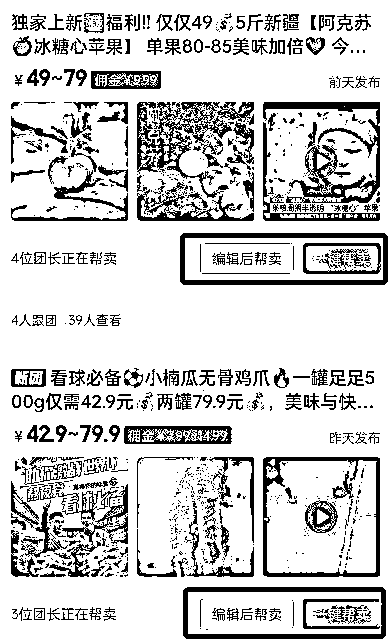 独家上新福利‼仅仅49💰5斤新疆【阿克苏
🍎冰糖心苹果】 单果80-85美味加倍❤ 今…
¥49~79
前天发布
4位团长正在帮卖
编辑后帮卖
4人跟团 39人查看
看球必备⚽小楠瓜无骨鸡爪🔥一罐足足5
00g仅需42.9元💰两罐79.9元💰，美味与快…
¥42.9~79.9
昨天发布
看球
3位团长正在帮卖
编辑后帮卖